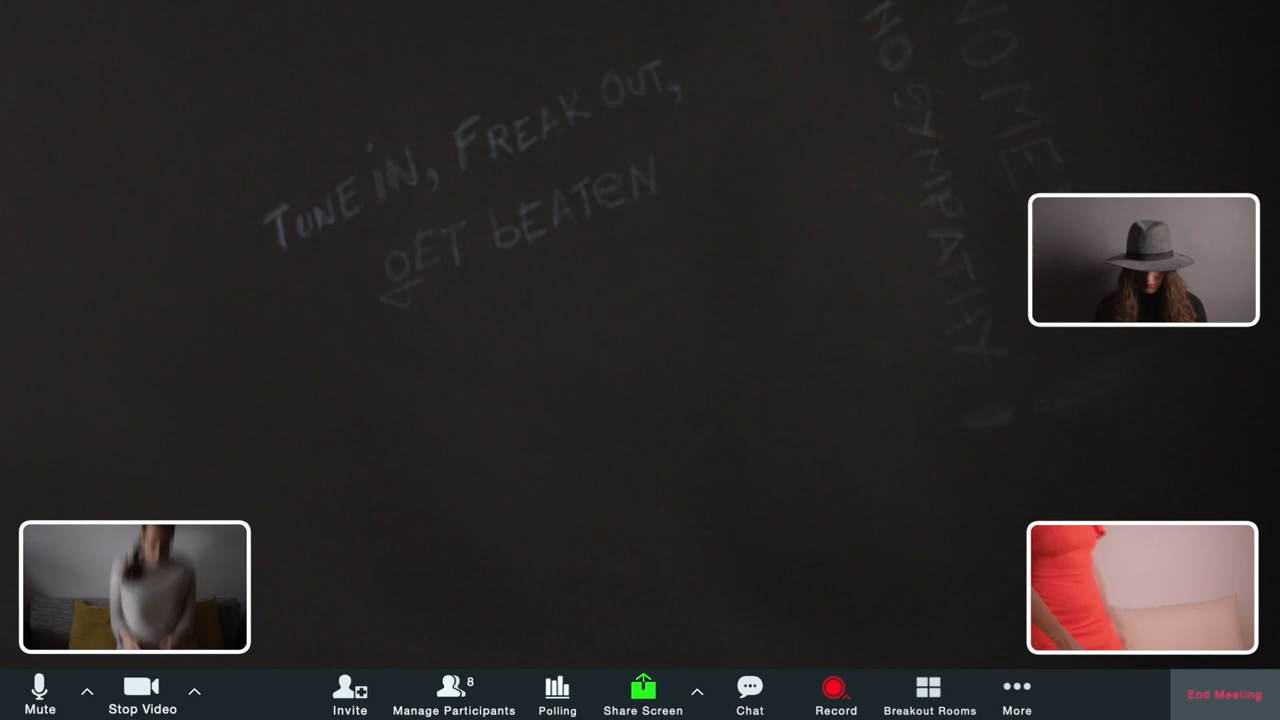 TUNE IN, FREAK OUT,
GET bEATeN
NO ME
NO SYMPATHY
8
Mute
Stop Video
Invite
Manage Participants
Polling
Share Screen
Chat
Record
Breakout Rooms
More
End Meeting